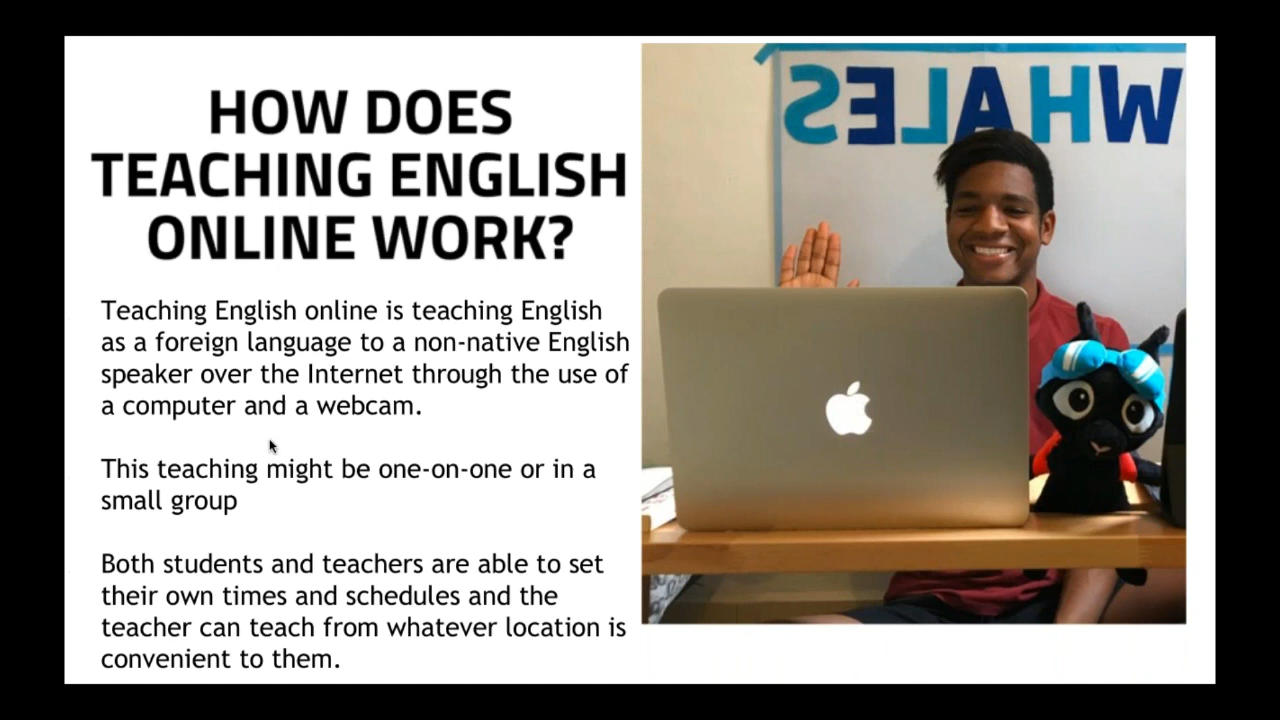 HOW DOES
TEACHING ENGLISH
ONLINE WORK?
Teaching English online is teaching English
as a foreign language to a non-native English
speaker over the Internet through the use of
a computer and a webcam.
This teaching might be one-on-one or in a
small group
Both students and teachers are able to set
their own times and schedules and the
teacher can teach from whatever location is
convenient to them.
WHALES